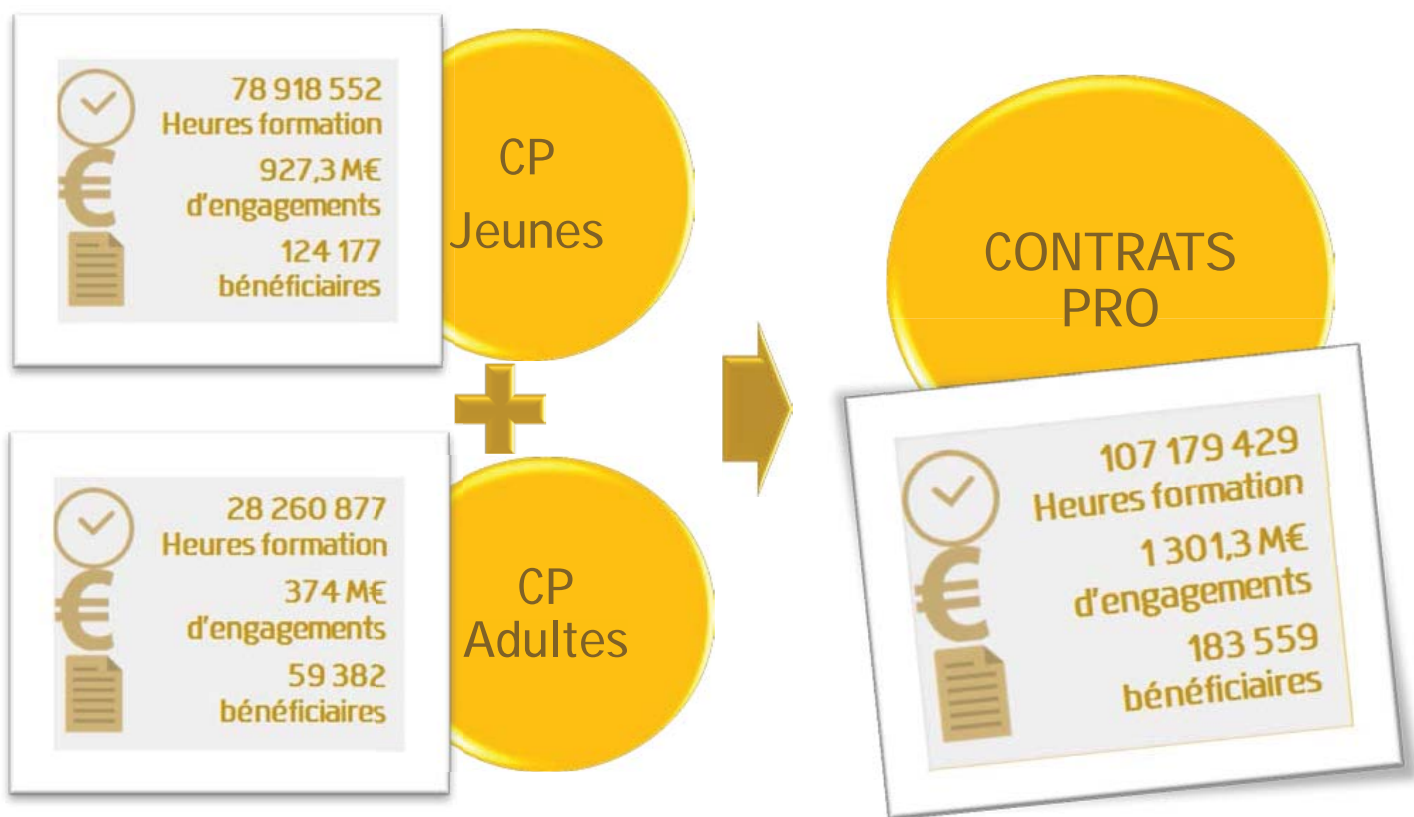 78 918 552
Heures formation
927,3 M€
d'engagements
124 177
bénéficiaires
CP
Jeunes
28 260 877
Heures formation
374 M€
d'engagements
59 382
bénéficiaires
CP
Adultes
CONTRATS
PRO
107 179 429
Heures formation
1 301,3 M€
d'engagements
183 559
bénéficiaires